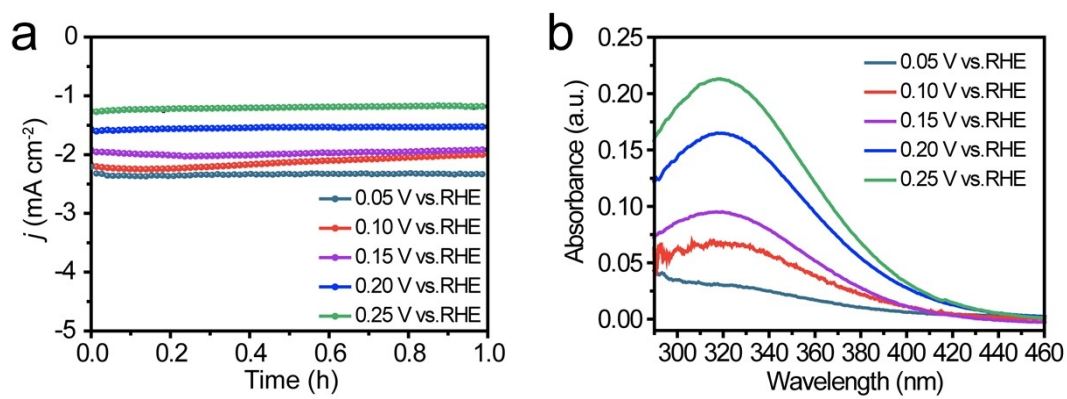 a
0
-1
-2
-3
-4
-5
j (mA cm⁻²)
0.05 V vs.RHE
0.10 V vs.RHE
0.15 V vs.RHE
0.20 V vs.RHE
0.25 V vs.RHE
0.0 0.2 0.4 0.6 0.8 1.0
Time (h)
b
0.25
0.20
0.15
0.10
0.05
0.00
Absorbance (a.u.)
0.05 V vs.RHE
0.10 V vs.RHE
0.15 V vs.RHE
0.20 V vs.RHE
0.25 V vs.RHE
300 320 340 360 380 400 420 440 460
Wavelength (nm)